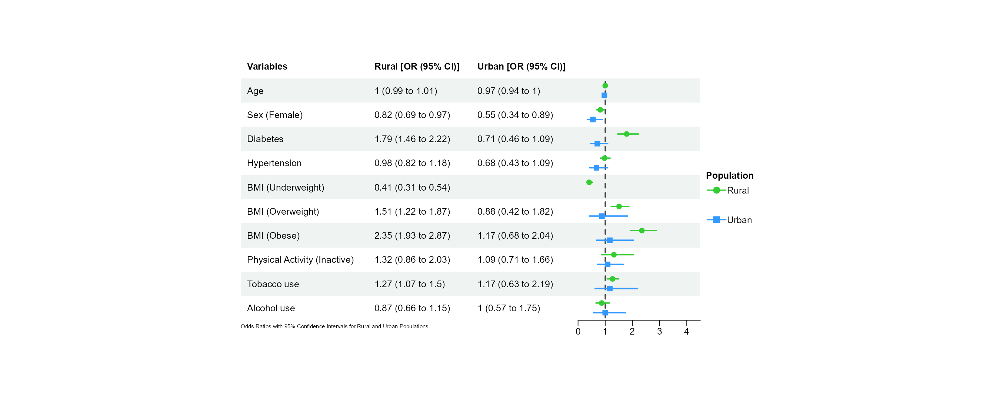 Variables Rural [OR (95% CI)] Urban [OR (95% CI)]
Age 1 (0.99 to 1.01) 0.97 (0.94 to 1)
Sex (Female) 0.82 (0.69 to 0.97) 0.55 (0.34 to 0.89)
Diabetes 1.79 (1.46 to 2.22) 0.71 (0.46 to 1.09)
Hypertension 0.98 (0.82 to 1.18) 0.68 (0.43 to 1.09)
BMI (Underweight) 0.41 (0.31 to 0.54)
BMI (Overweight) 1.51 (1.22 to 1.87) 0.88 (0.42 to 1.82)
BMI (Obese) 2.35 (1.93 to 2.87) 1.17 (0.68 to 2.04)
Physical Activity (Inactive) 1.32 (0.86 to 2.03) 1.09 (0.71 to 1.66)
Tobacco use 1.27 (1.07 to 1.5) 1.17 (0.63 to 2.19)
Alcohol use 0.87 (0.66 to 1.15) 1 (0.57 to 1.75)
0 1 2 3 4
Odds Ratios with 95% Confidence Intervals for Rural and Urban Populations
Population
Rural
Urban